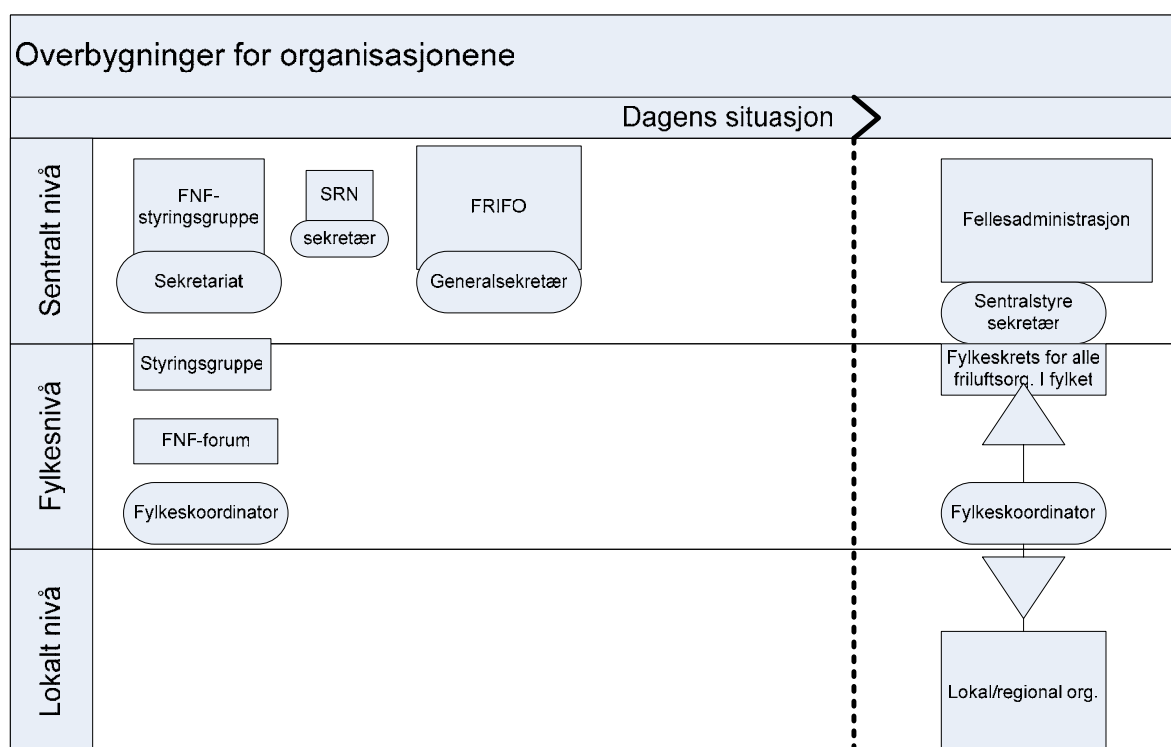 Overbygninger for organisasjonene
Dagens situasjon
Sentralt nivå
FNF-
styringsgruppe
Sekretariat
SRN
sekretær
FRIFO
Generalsekretær
Fellesadministrasjon
Sentralstyre
sekretær
Fylkesnivå
Styringsgruppe
FNF-forum
Fylkeskoordinator
Fylkeskrets for alle
friluftsorg. I fylket
Fylkeskoordinator
Lokalt nivå
Lokal/regional org.